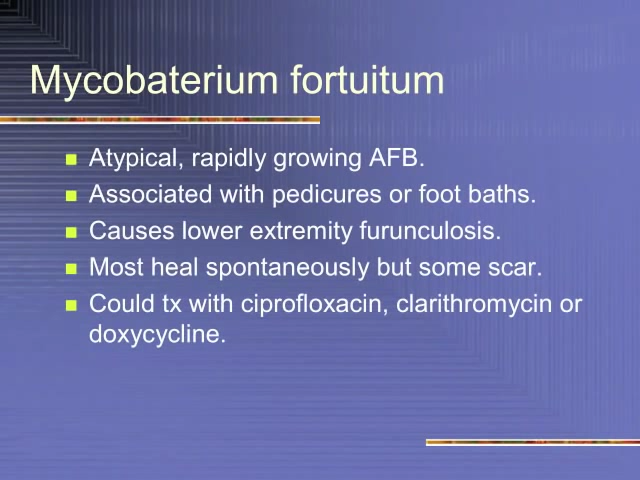 Mycobaterium fortuitum
Atypical, rapidly growing AFB.
Associated with pedicures or foot baths.
Causes lower extremity furunculosis.
Most heal spontaneously but some scar.
Could tx with ciprofloxacin, clarithromycin or
doxycycline.